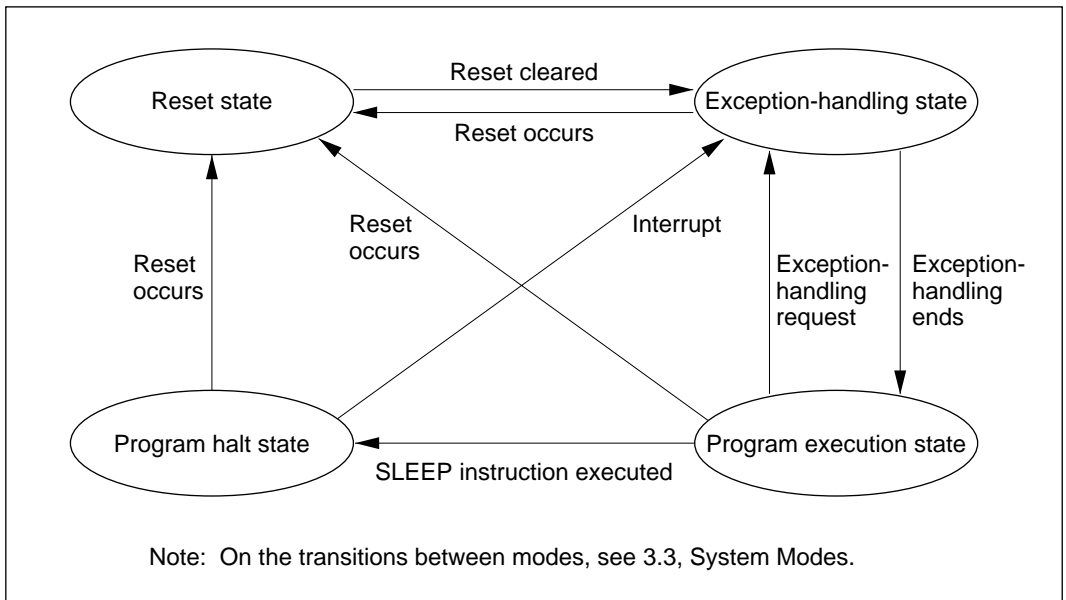 Reset cleared
Reset state
Exception-handling state
Reset occurs
Reset
occurs
Interrupt
Reset
occurs
Exception-
handling
request
Exception-
handling
ends
Program halt state
Program execution state
SLEEP instruction executed
Note: On the transitions between modes, see 3.3, System Modes.